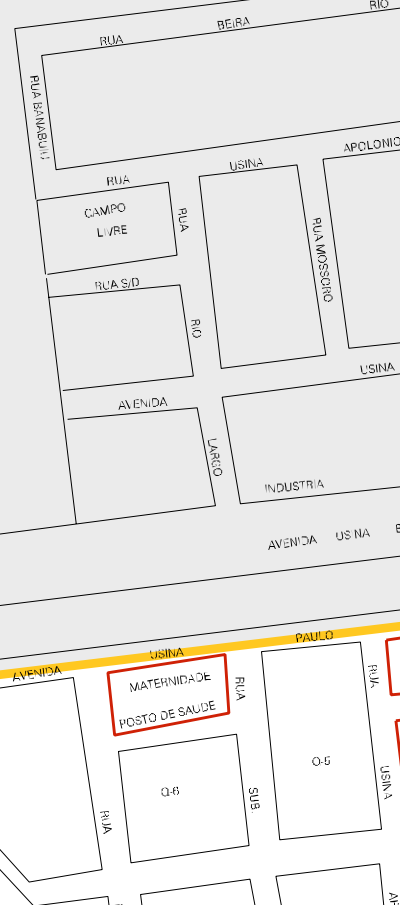 RIO
BEIRA
RUA
RUA BANABUIU
APOLONIO
USINA
RUA
CAMPO
LIVRE
RUA
RUA MOSSORO
RUA S/D
RIO
USINA
AVENIDA
LARGO
INDUSTRIA
AVENIDA USINA
PAULO
USINA
AVENIDA
MATERNIDADE
RUA
RUA
POSTO DE SAUDE
Q-5
Q-6
USINA
SUB
RUA